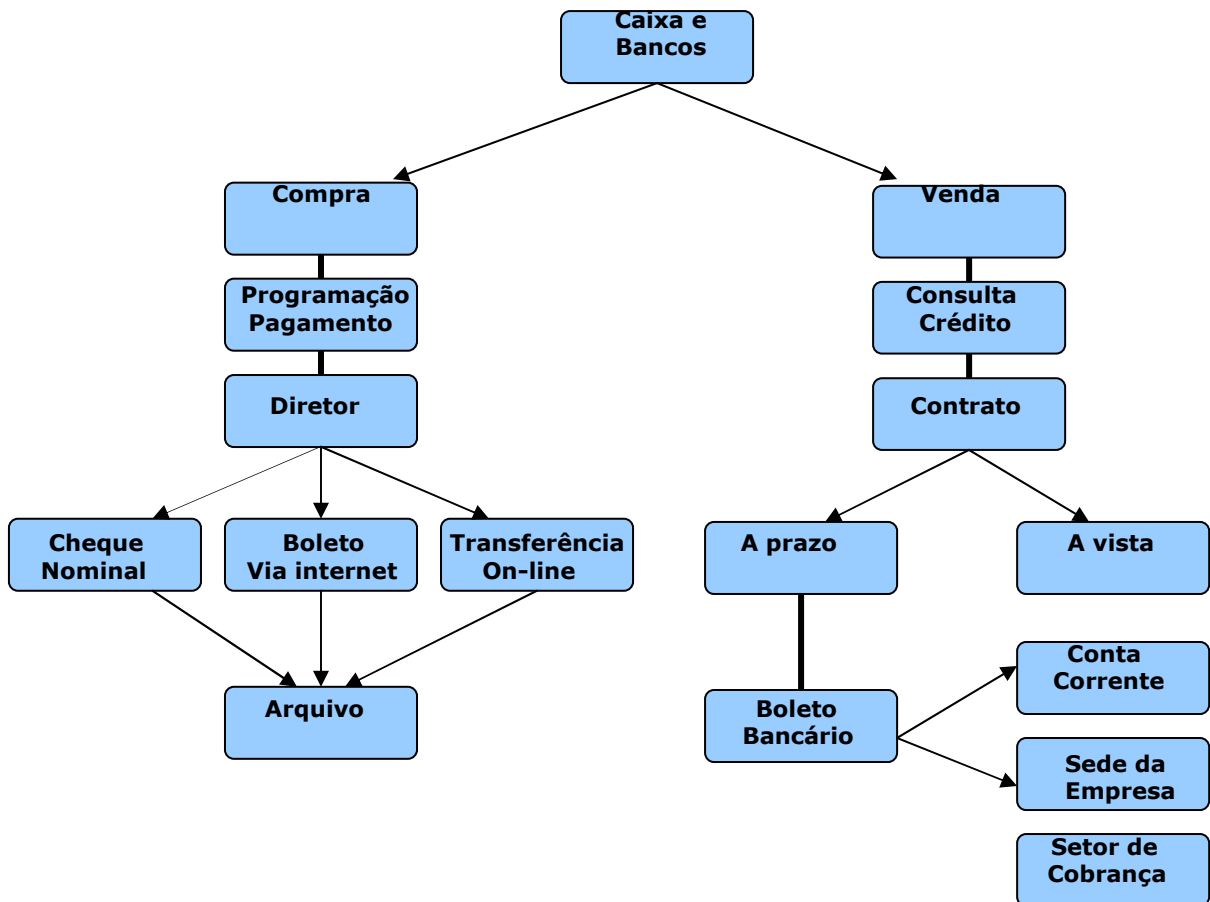 Caixa e
Bancos
Compra
Venda
Programação
Pagamento
Consulta
Crédito
Diretor
Contrato
Cheque
Nominal
Boleto
Via internet
Transferência
On-line
A prazo
A vista
Arquivo
Boleto
Bancário
Conta
Corrente
Sede da
Empresa
Setor de
Cobrança